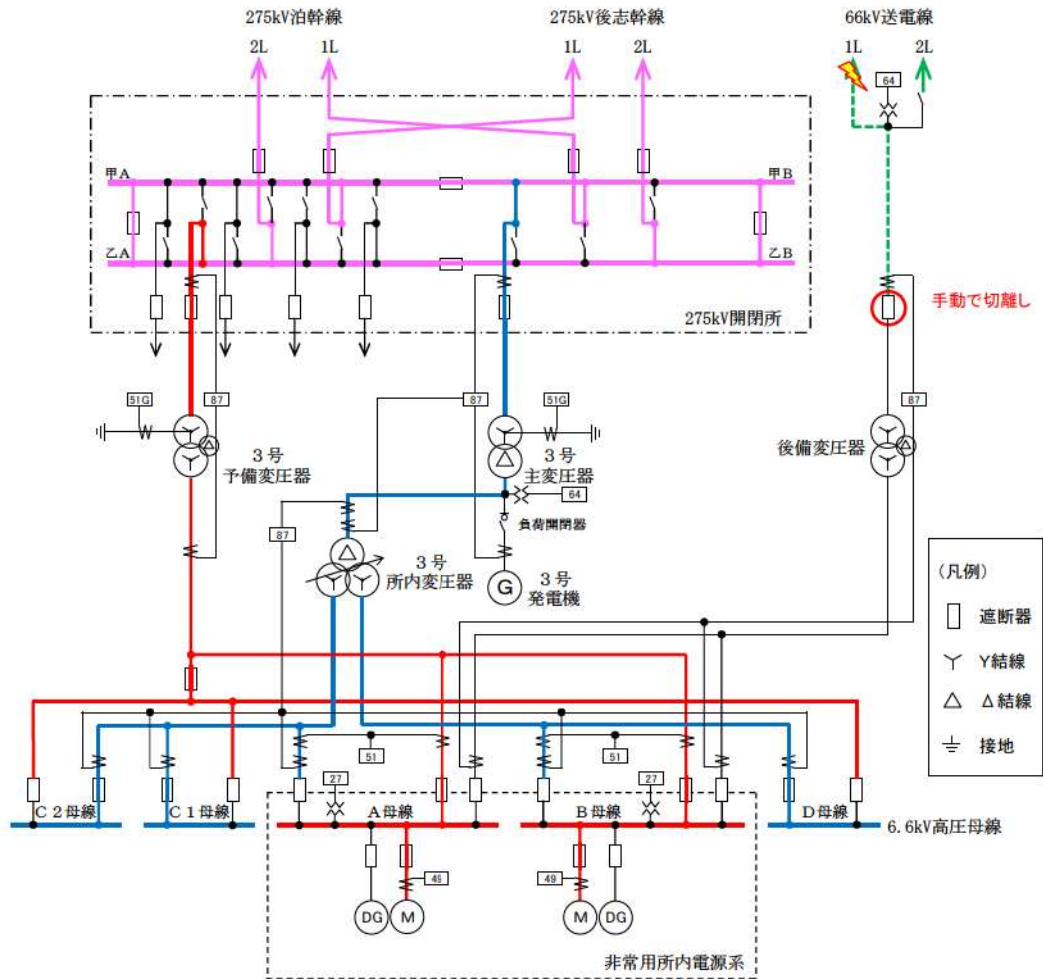 275kV泊幹線
275kV後志幹線
66kV送電線
2L
1L
1L
2L
1L
2L
64
甲A
甲B
乙A
乙B
275kV開閉所
手動で切離し
51G
87
87
51G
87
3号
予備変圧器
3号
主変圧器
後備変圧器
64
負荷開閉器
87
3号
所内変圧器
G
3号
発電機
(凡例)
遮断器
Y結線
Δ結線
接地
51
51
27
27
C2母線
C1母線
A母線
B母線
D母線
6.6kV高圧母線
49
49
DG
M
M
DG
非常用所内電源系